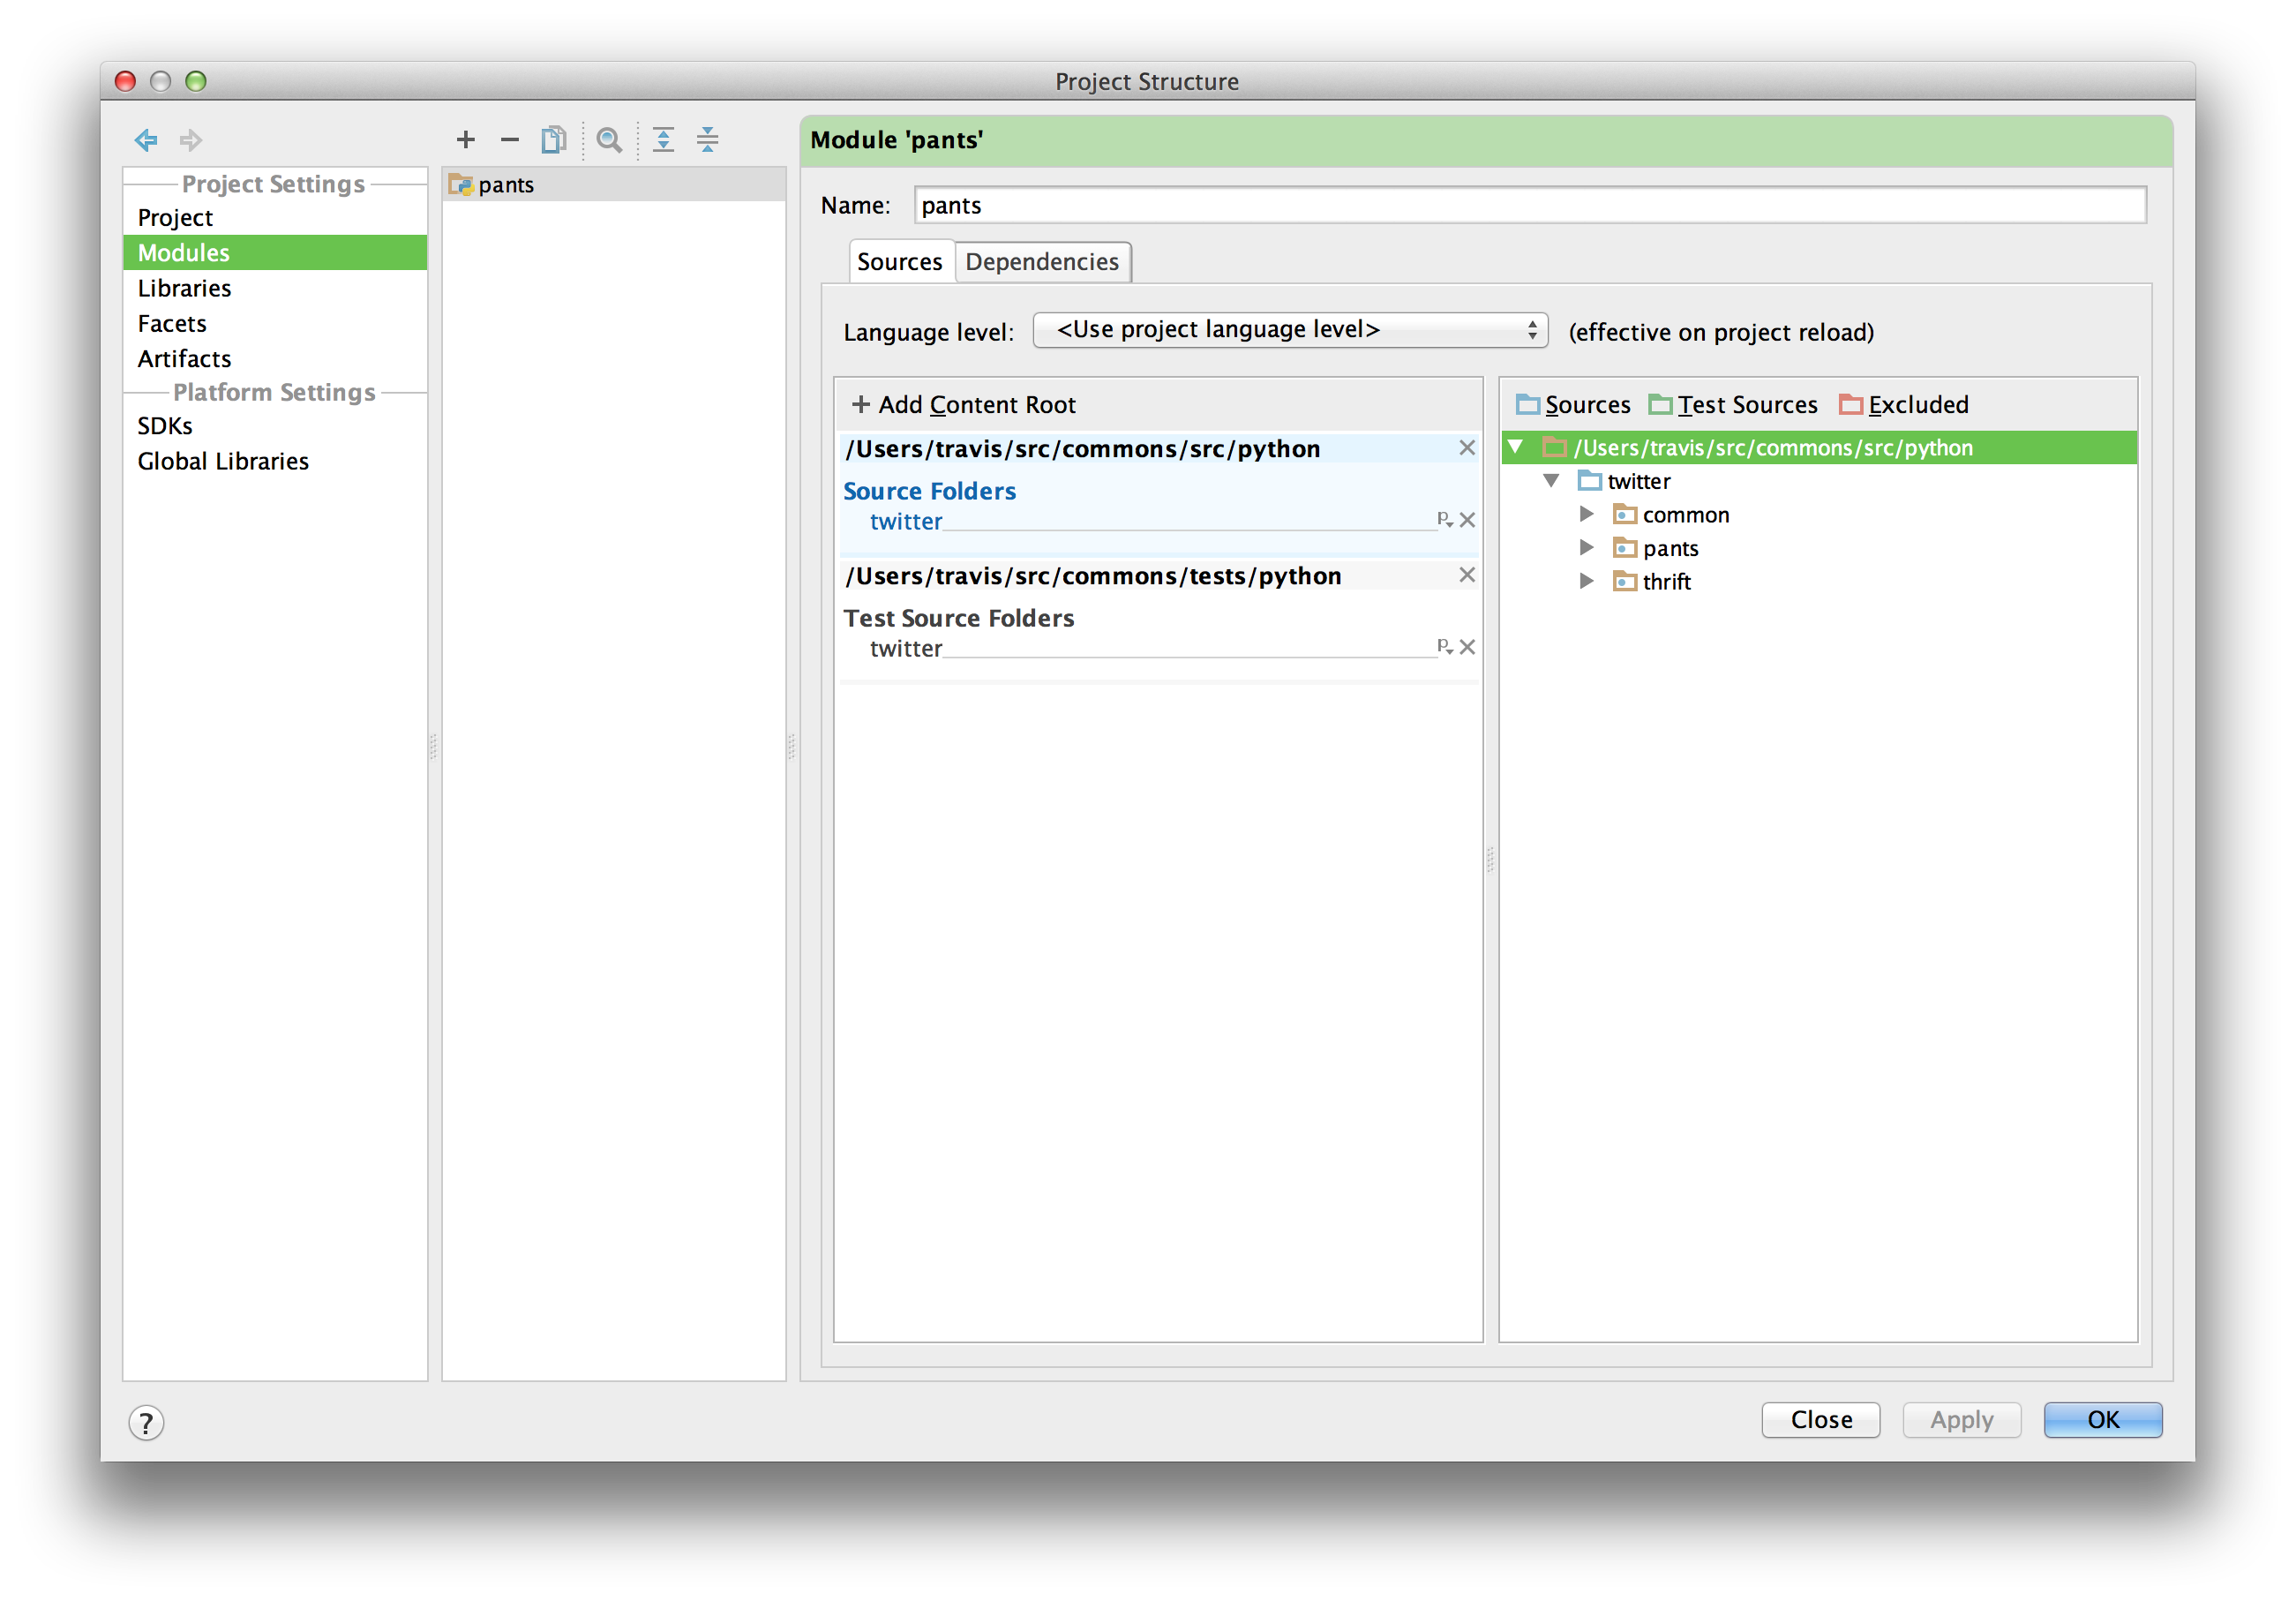 Project Structure
Project Settings
Project
Modules
Libraries
Facets
Artifacts
Platform Settings
SDKs
Global Libraries
pants
Module 'pants'
Name: pants
Sources Dependencies
Language level: <Use project language level> (effective on project reload)
+ Add Content Root
/Users/travis/src/commons/src/python
Source Folders
twitter P
/Users/travis/src/commons/tests/python
Test Source Folders
twitter P
Sources Test Sources Excluded
/Users/travis/src/commons/src/python
twitter
common
pants
thrift
?
Close Apply OK